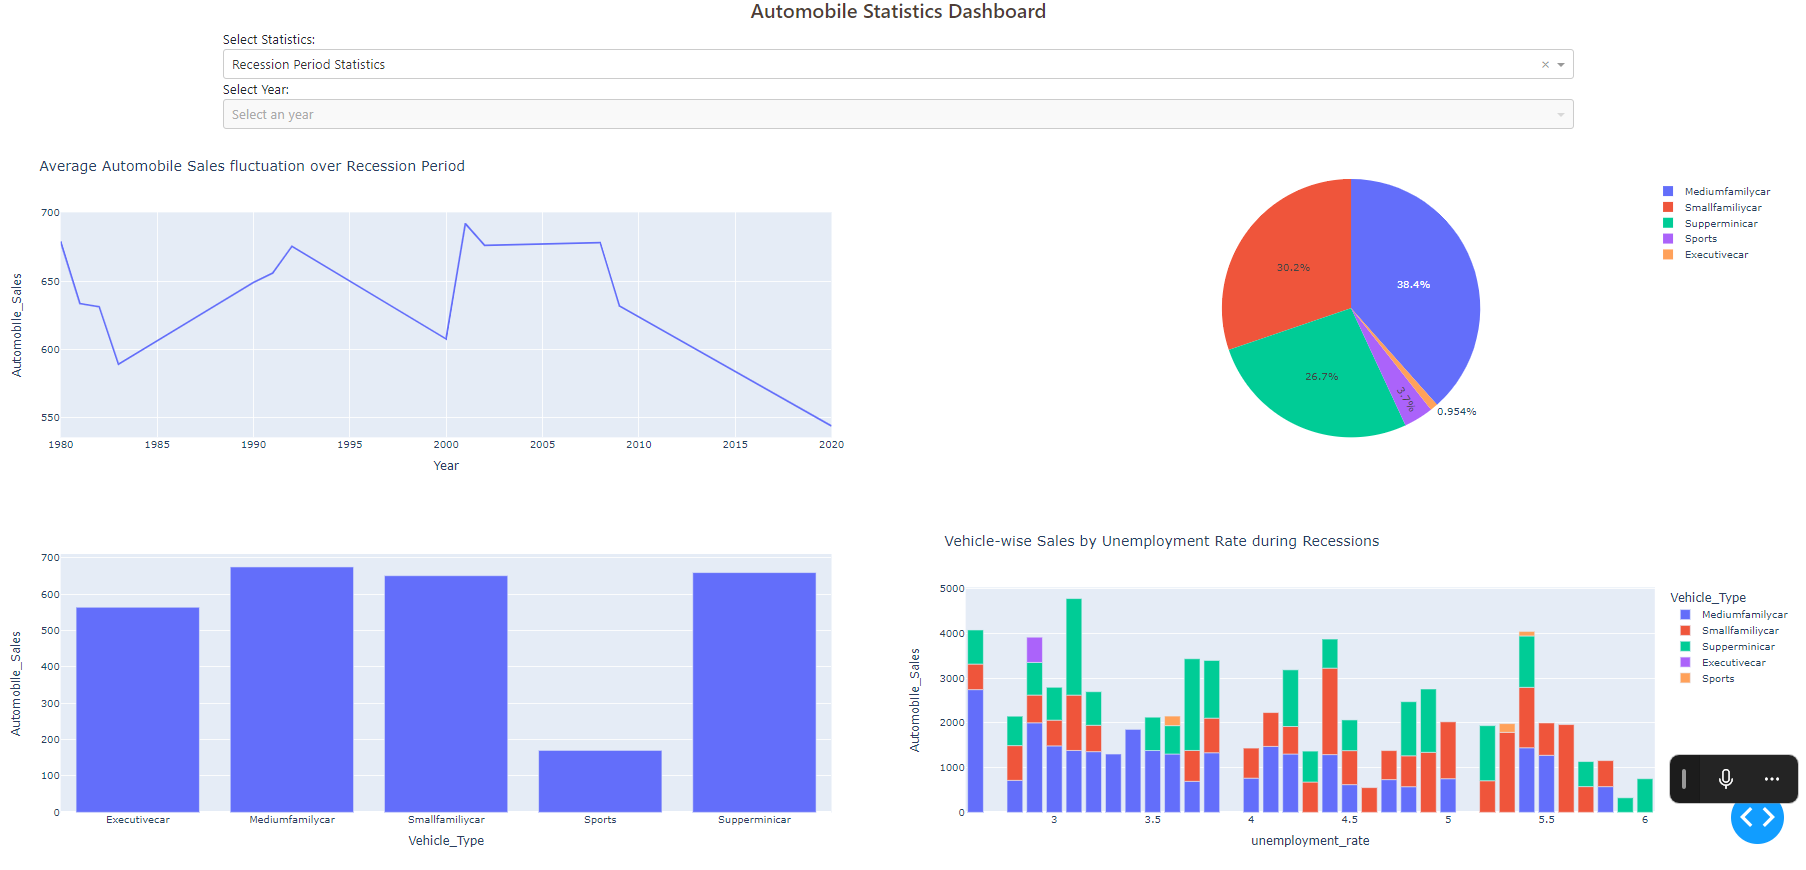 Automobile Statistics Dashboard
Select Statistics:
Recession Period Statistics
Select Year:
Select an year
Average Automobile Sales fluctuation over Recession Period
700
650
600
550
Automobile_Sales
1980 1985 1990 1995 2000 2005 2010 2015 2020
Year
30.2%
38.4%
26.7%
3.7%
0.954%
Mediumfamilycar
Smallfamiliycar
Supperminicar
Sports
Executivecar
700
600
500
400
300
200
100
0
Automobile_Sales
Executivecar Mediumfamilycar Smallfamiliycar Sports Supperminicar
Vehicle_Type
Vehicle-wise Sales by Unemployment Rate during Recessions
5000
4000
3000
2000
1000
0
Automobile_Sales
3 3.5 4 4.5 5 5.5 6
unemployment_rate
Vehicle_Type
Mediumfamilycar
Smallfamiliycar
Supperminicar
Executivecar
Sports